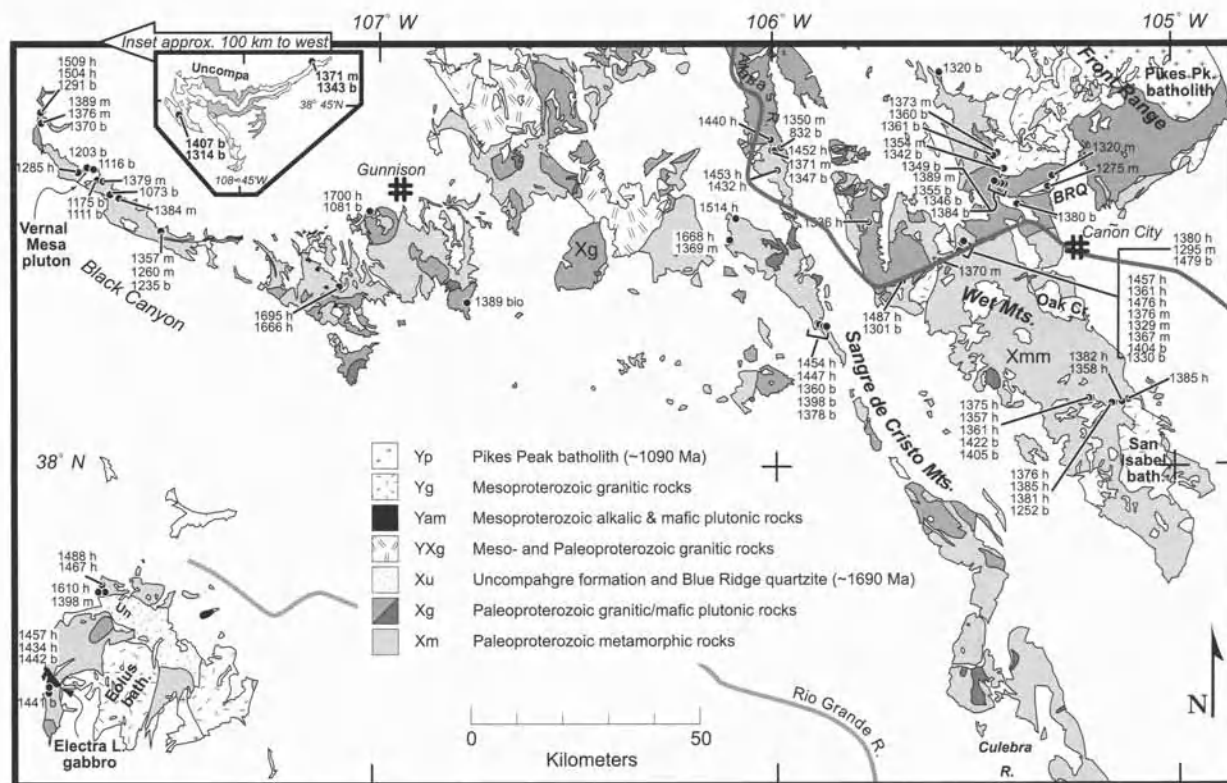 107° W
106° W
105° W
Inset approx. 100 km to west
Uncompa
1371 m
1343 b
38° 45'N
1407 b
1314 b
108° 45'W
1509 h
1504 h
1291 b
1389 m
1376 m
1370 b
1203 b
1116 b
1285 h
1379 m
1073 b
1175 b
1111 b
1384 m
Vernal
Mesa
pluton
Black Canyon
1357 m
1260 m
1235 b
Gunnison
1700 h
1081 b
1695 h
1666 h
1389 bio
Xg
1440 h
1350 m
832 b
1452 h
1371 m
1347 b
1453 h
1432 h
1514 h
1668 h
1369 m
1454 h
1447 h
1360 b
1398 b
1378 b
1487 h
1301 b
1370 m
1320 b
1373 m
1360 b
1361 b
1354 m
1342 b
1349 b
1389 m
1355 b
1346 b
1384 b
Front Range
Pikes Pk.
batholith
1320 m
1275 m
BRQ
1380 b
Cañon City
1380 h
1295 m
1479 b
1457 h
1361 h
1476 b
1376 m
1329 m
1367 m
1404 b
1330 b
Wet Mts.
Oak Cr.
Xmm
1382 h
1358 h
1385 h
1375 h
1357 h
1361 h
1422 b
1405 b
San
Isabel
bath.
1376 h
1385 h
1381 h
1252 b
Sangre de Cristo Mts.
38° N
Yp Pikes Peak batholith (~1090 Ma)
Yg Mesoproterozoic granitic rocks
Yam Mesoproterozoic alkalic & mafic plutonic rocks
YXg Meso- and Paleoproterozoic granitic rocks
Xu Uncompahgre formation and Blue Ridge quartzite (~1690 Ma)
Xg Paleoproterozoic granitic/mafic plutonic rocks
Xm Paleoproterozoic metamorphic rocks
1488 h
1467 h
1610 h
1398 m
Un
1457 h
1434 h
1442 b
Eolus
bath.
1441 b
Electra L.
gabbro
0
50
Kilometers
Rio Grande R.
Culebra
R.
N